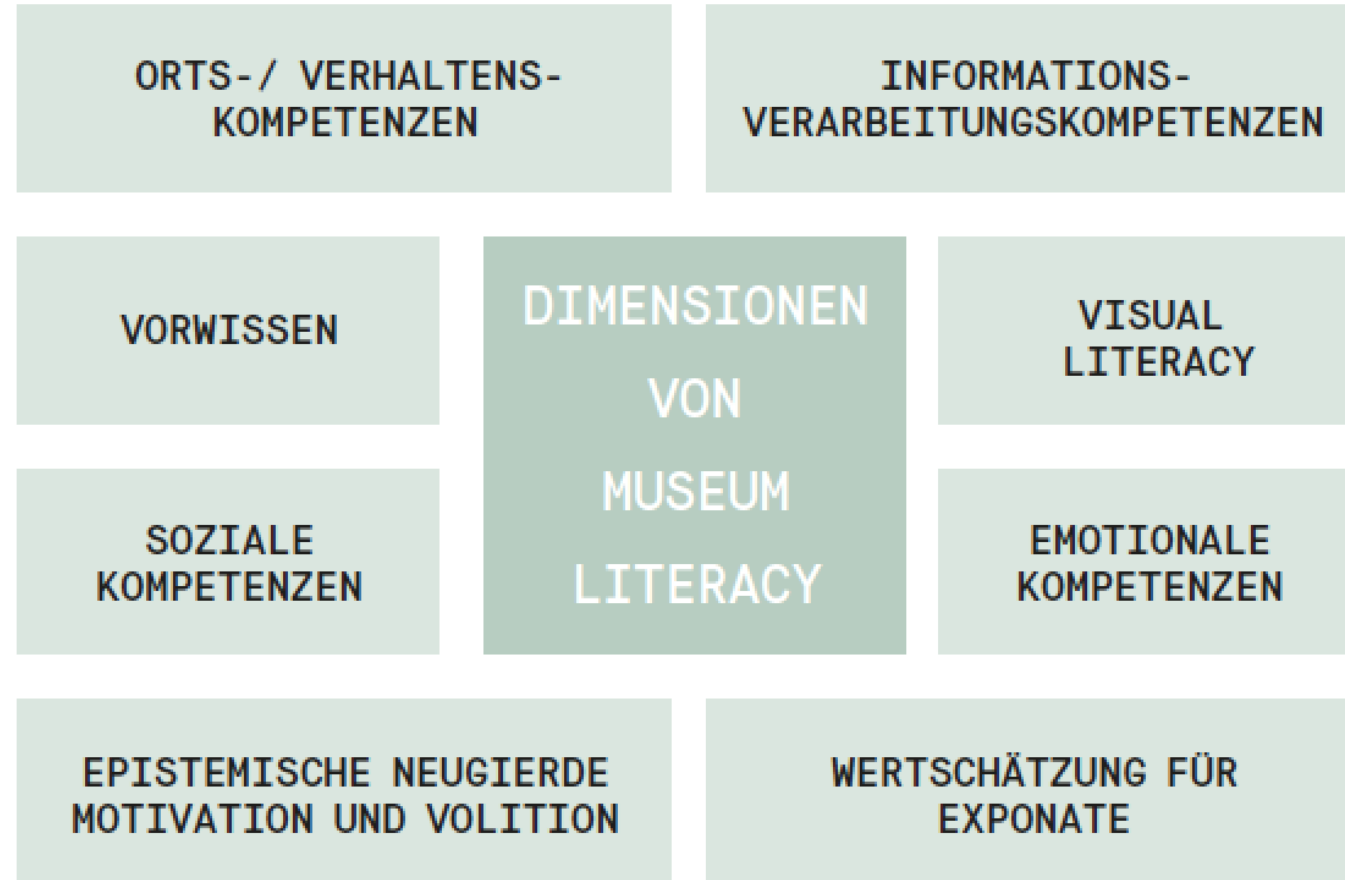 ORTS-/ VERHALTENS-
KOMPETENZEN
INFORMATIONS-
VERARBEITUNGSKOMPETENZEN
VORWISSEN
DIMENSIONEN
VON
MUSEUM
LITERACY
VISUAL
LITERACY
SOZIALE
KOMPETENZEN
EMOTIONALE
KOMPETENZEN
EPISTEMISCHE NEUGIERDE
MOTIVATION UND VOLITION
WERTSCHÄTZUNG FÜR
EXPONATE